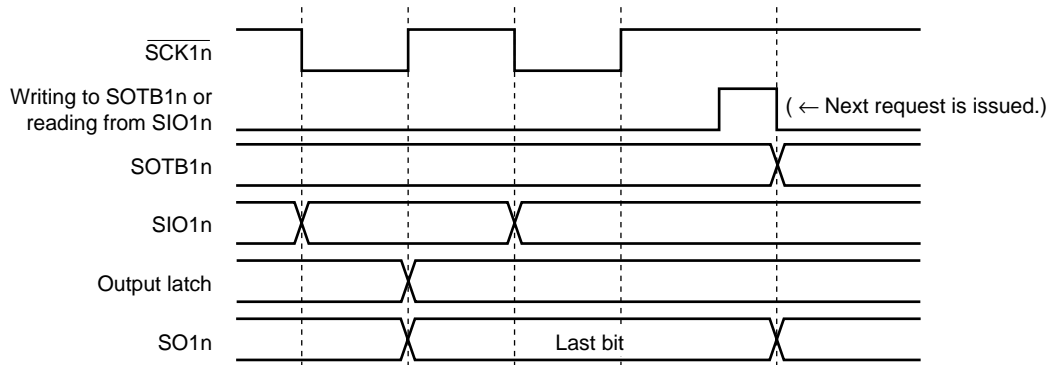 SCK1n
Writing to SOTB1n or
reading from SIO1n
( ← Next request is issued.)
SOTB1n
SIO1n
Output latch
SO1n
Last bit